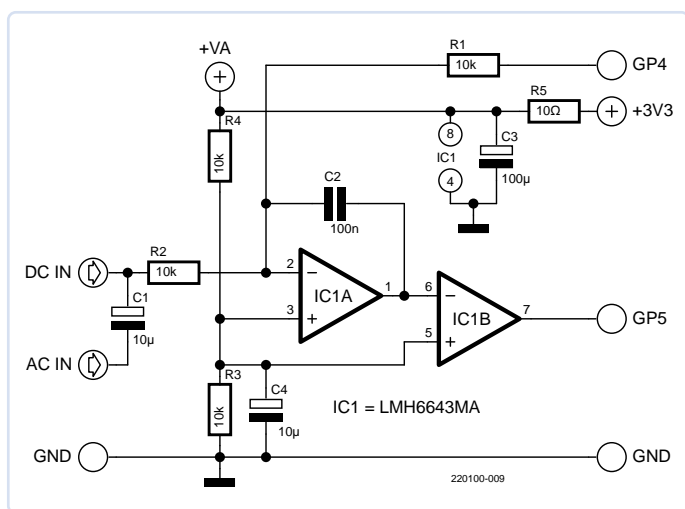 R1
10k
GP4
+VA
R4
10k
R5
10Ω
+3V3
8
IC1
4
C3
100µ
C2
100n
DC IN
R2
10k
2
−
1
IC1A
3
+
6
−
7
IC1B
5
+
GP5
C1
10µ
AC IN
R3
10k
C4
10µ
IC1 = LMH6643MA
GND
GND
220100-009